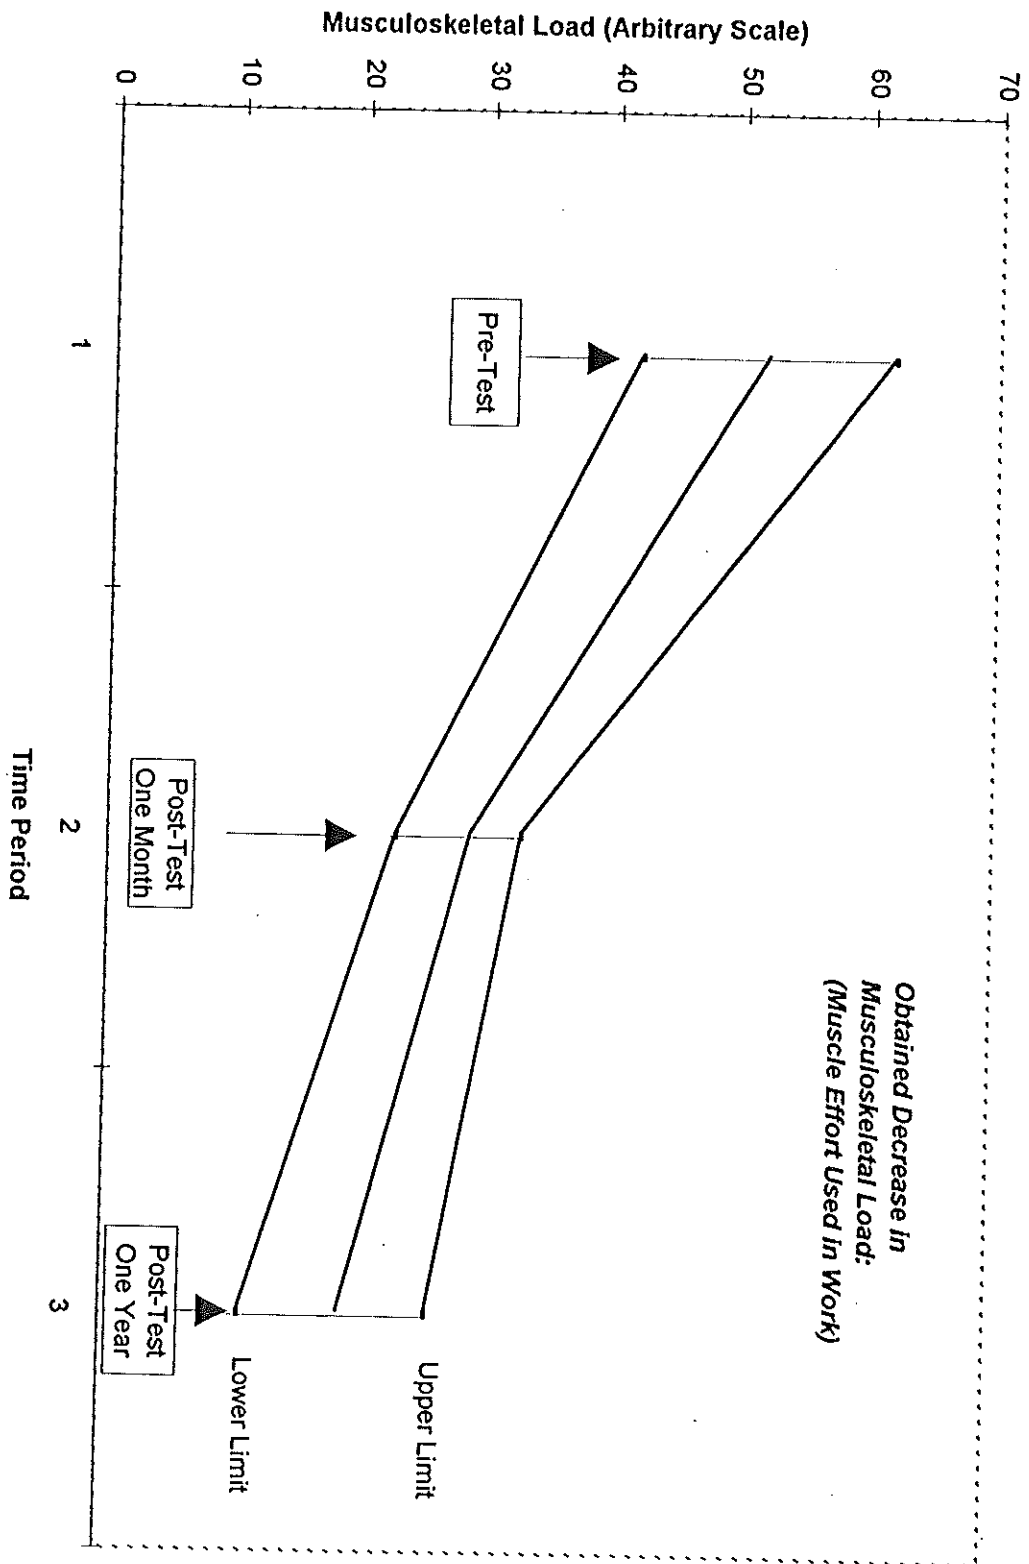 Musculoskeletal Load (Arbitrary Scale)
70
60
50
40
30
20
10
0
Obtained Decrease in
Musculoskeletal Load:
(Muscle Effort Used in Work)
Pre-Test
Post-Test
One Month
Post-Test
One Year
Upper Limit
Lower Limit
1
2
3
Time Period